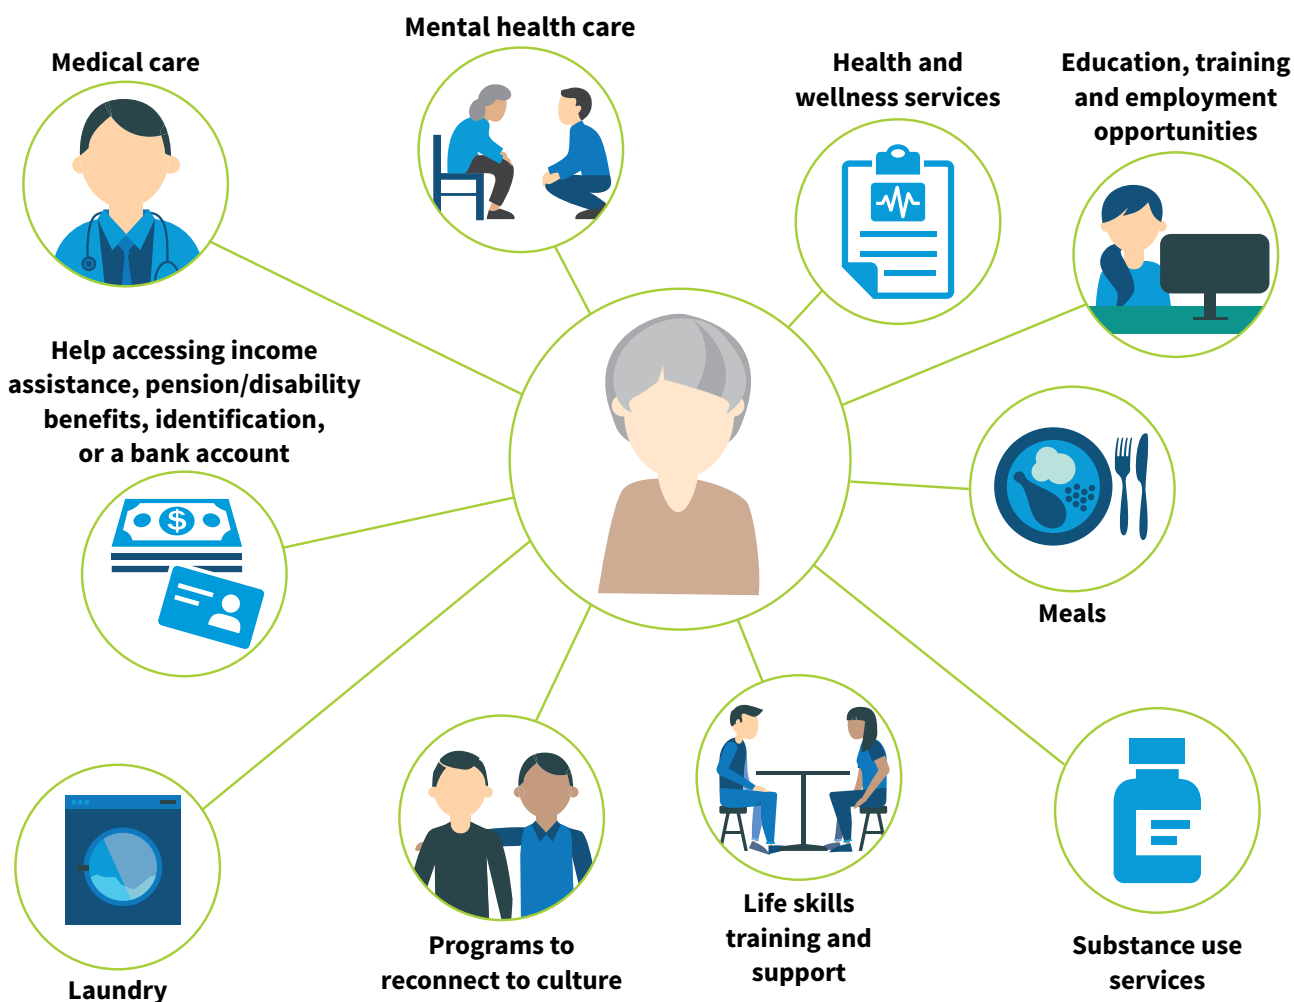 Mental health care
Medical care
Health and
wellness services
Education, training
and employment
opportunities
Help accessing income
assistance, pension/disability
benefits, identification,
or a bank account
$
Meals
Life skills
training and
support
Programs to
reconnect to culture
Substance use
services
Laundry